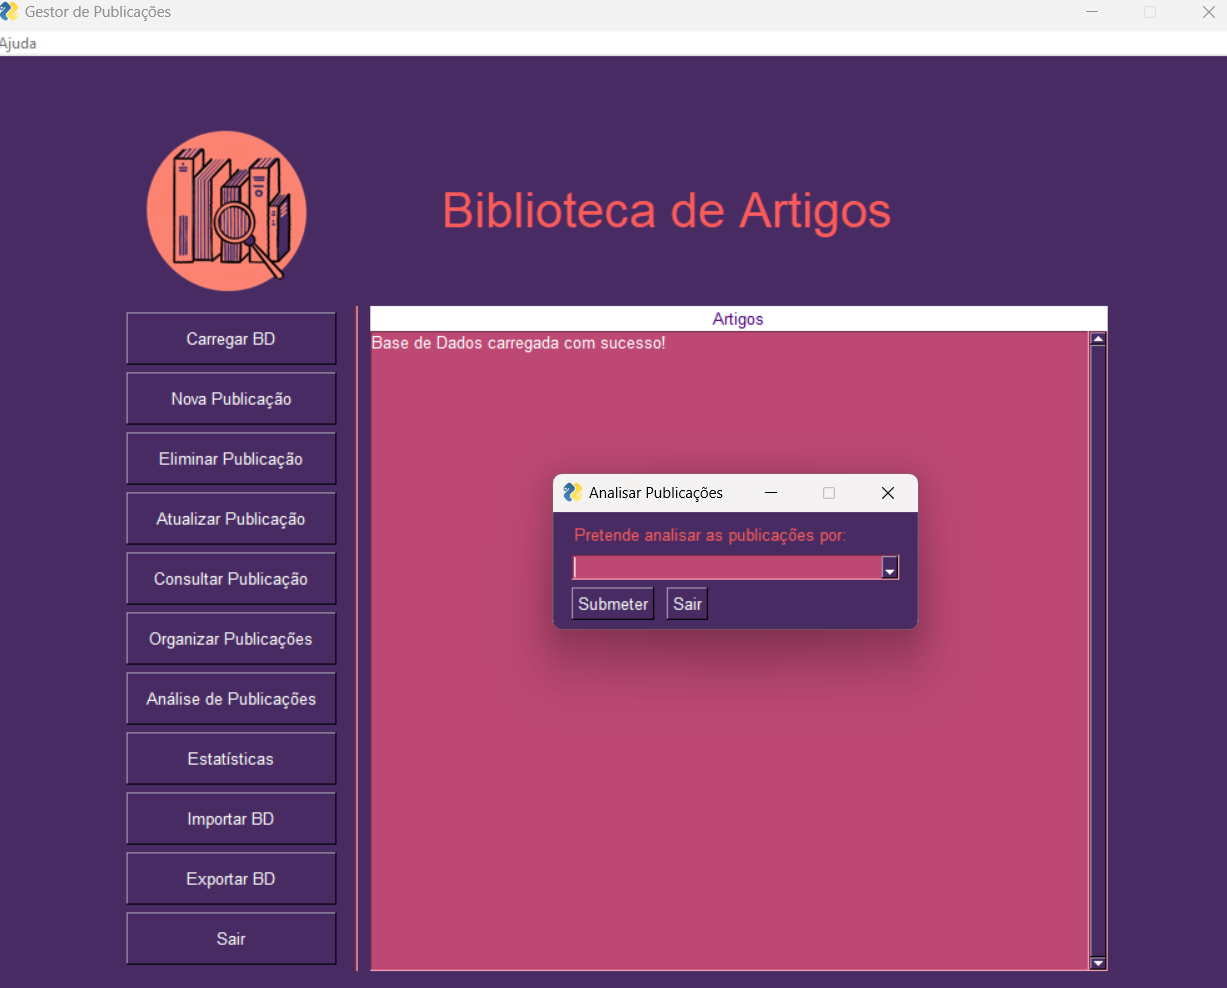 Gestor de Publicações
Ajuda
Biblioteca de Artigos
Carregar BD
Nova Publicação
Eliminar Publicação
Atualizar Publicação
Consultar Publicação
Organizar Publicações
Análise de Publicações
Estatísticas
Importar BD
Exportar BD
Sair
Artigos
Base de Dados carregada com sucesso!
Analisar Publicações
Pretende analisar as publicações por:
Submeter Sair